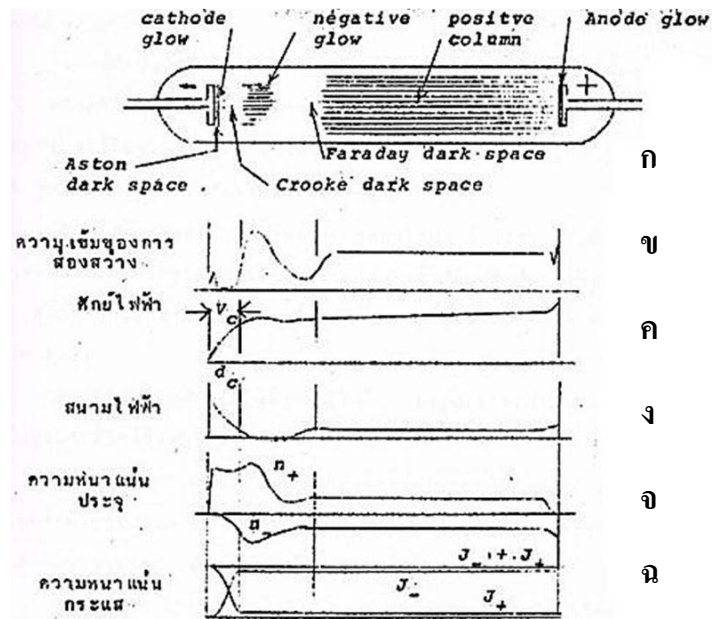 cathode
glow
négative
glow
positve
column
Anode glow
-
+
Aston
dark space .
Crooke dark space
Faraday dark space
ก
ความเข้มของการ
ส่องสว่าง
ข
ศักย์ไฟฟ้า
V
c
ค
d
c
สนามไฟฟ้า
ง
ความหนาแน่น
ประจุ
n
+
n
-
จ
J
-
+
J
+
ความหนาแน่น
กระแส
J
-
J
+
ฉ